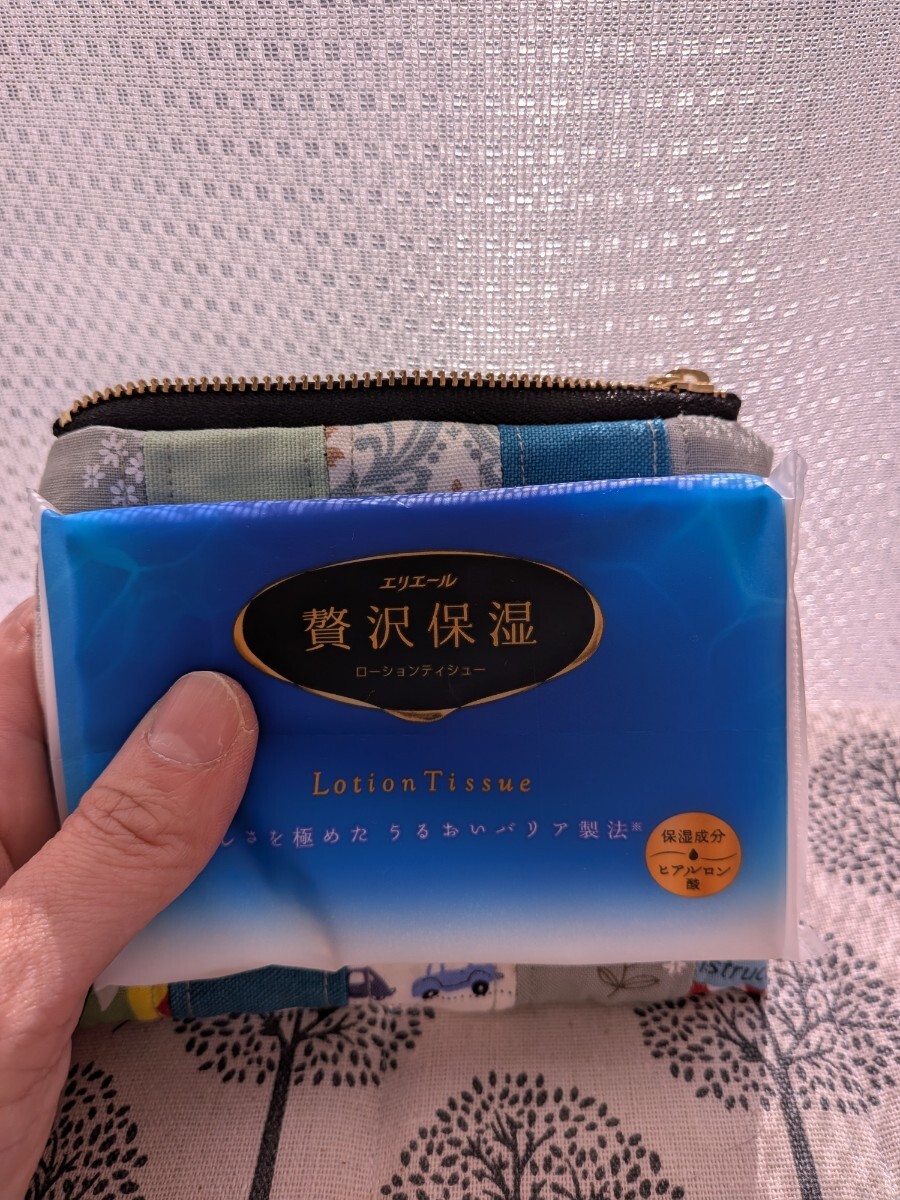 エリエール
贅沢保湿
ローションティシュー
Lotion Tissue
しさを極めた うるおいバリア製法※
保湿成分
ヒアルロン
酸
istruc